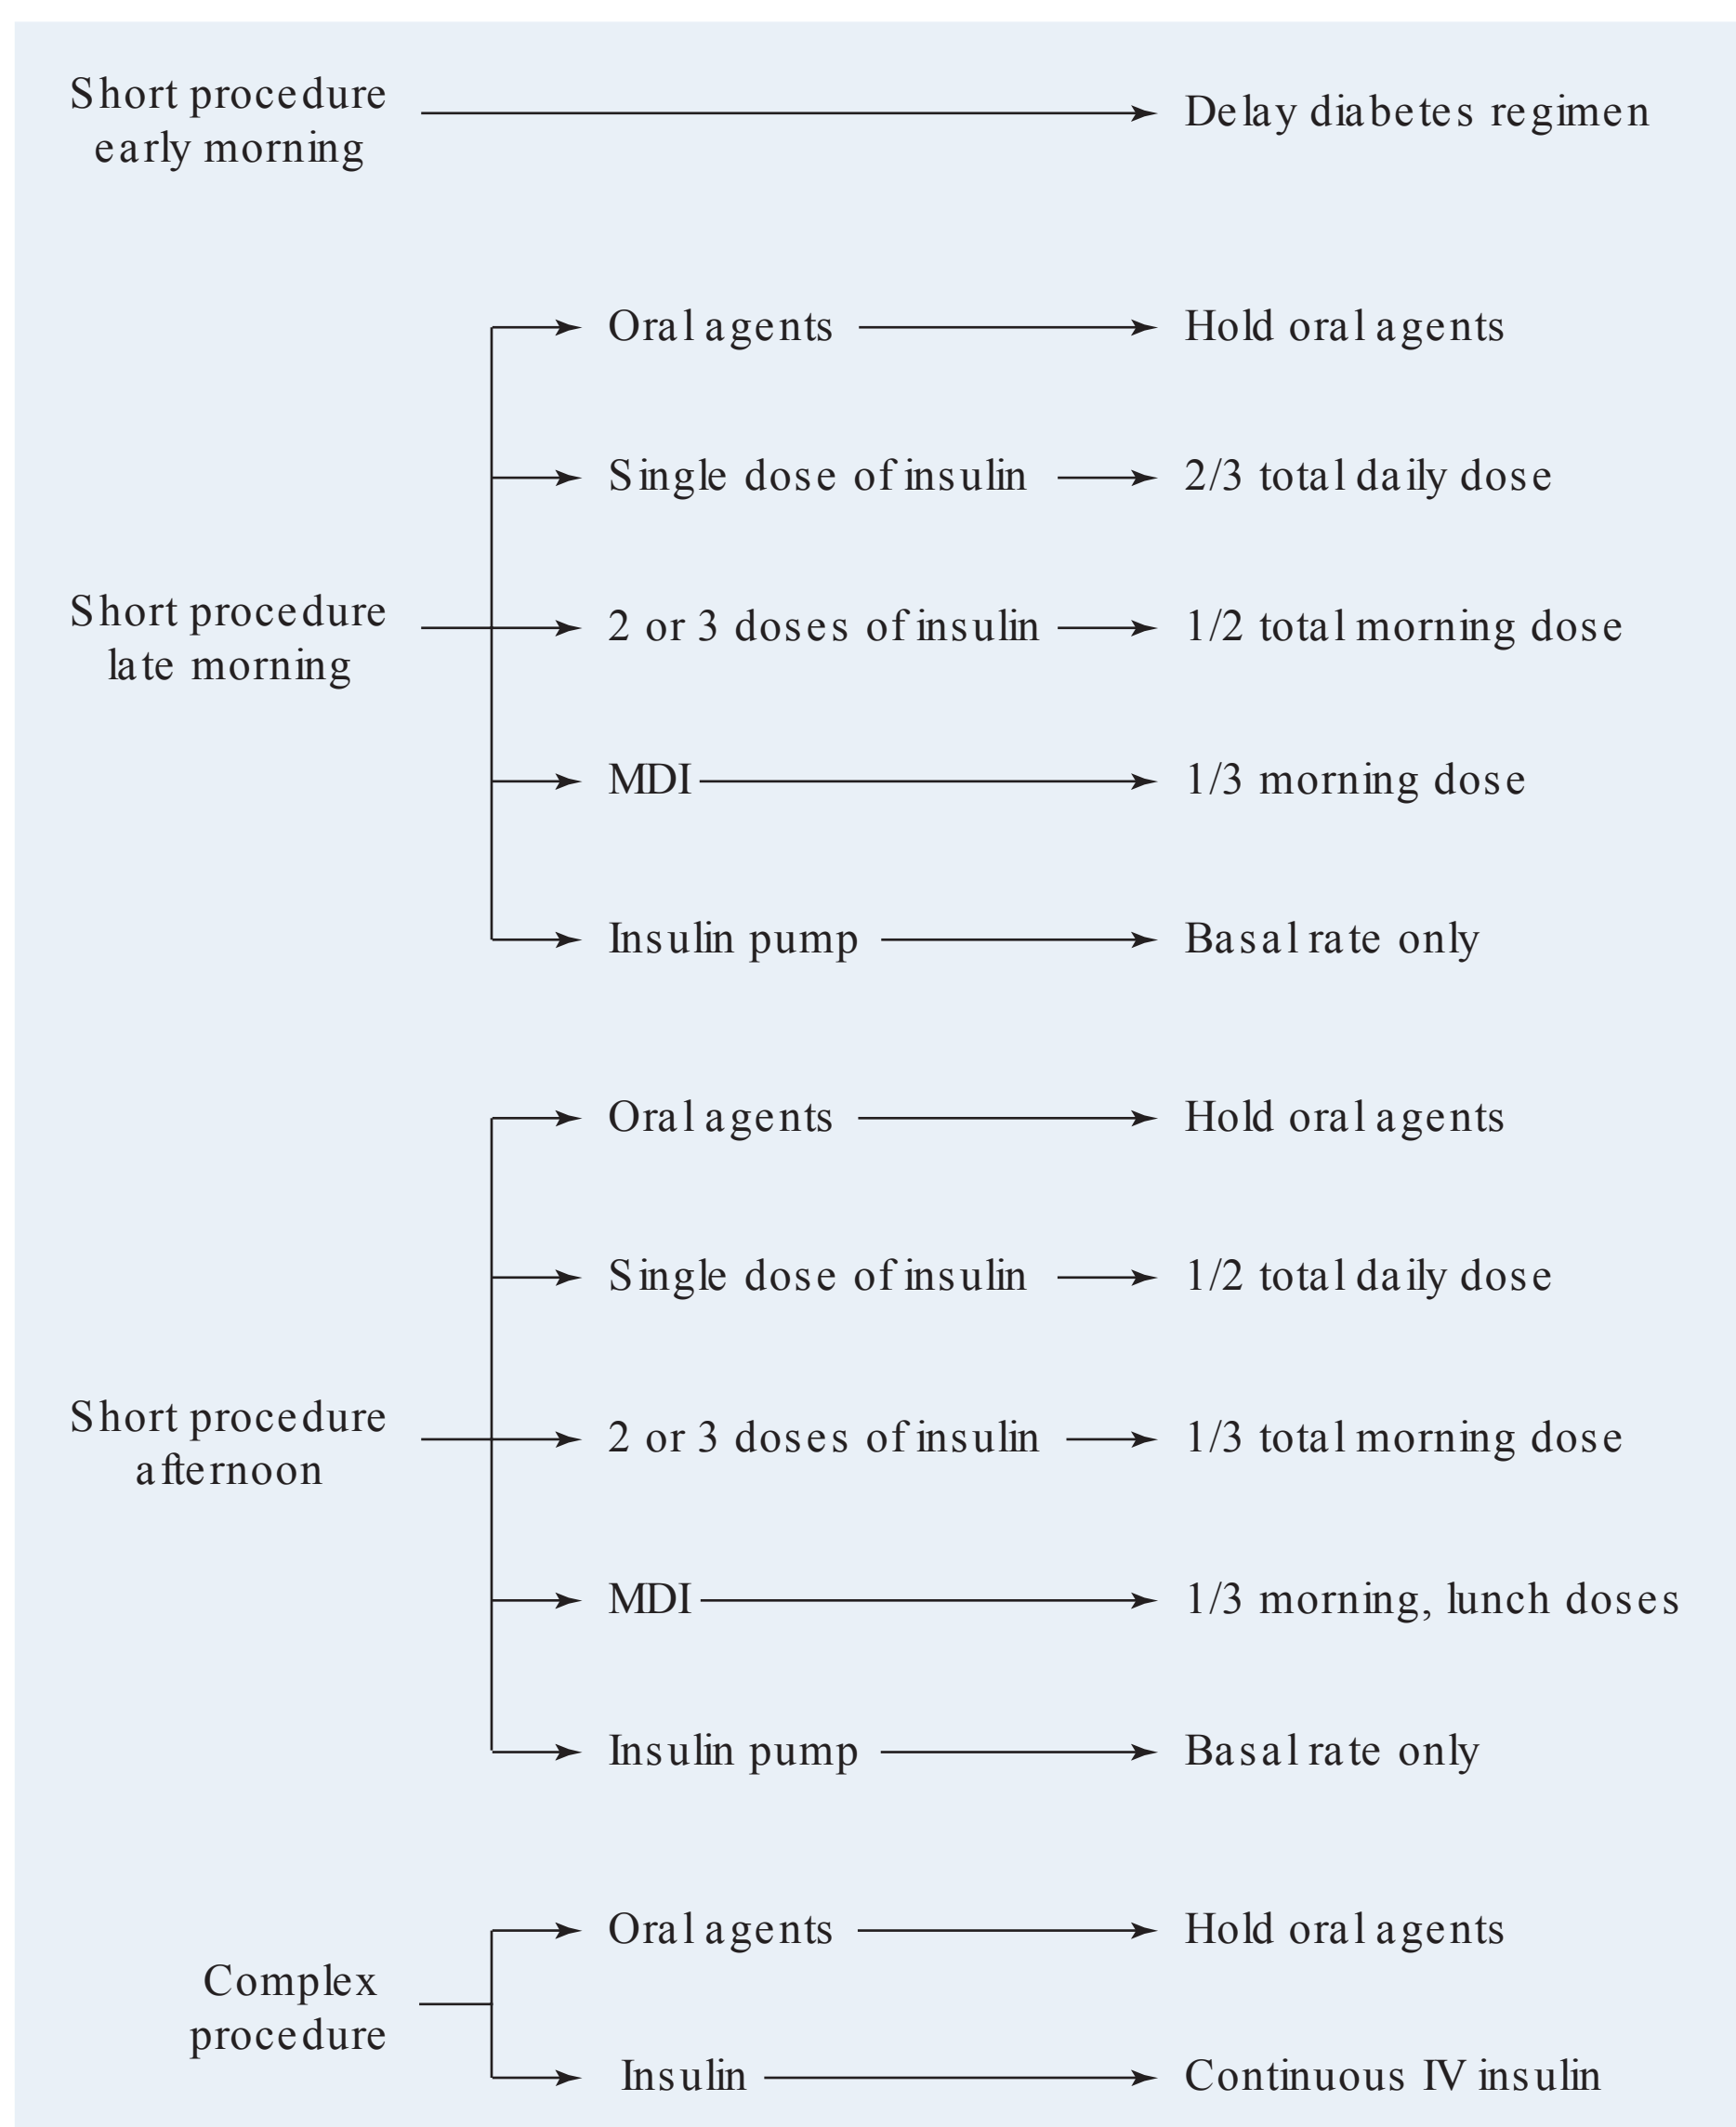 Short procedure
early morning
Delay diabetes regimen
Oral agents
Hold oral agents
Single dose of insulin
2/3 total daily dose
Short procedure
late morning
2 or 3 doses of insulin
1/2 total morning dose
MDI
1/3 morning dose
Insulin pump
Basal rate only
Oral agents
Hold oral agents
Single dose of insulin
1/2 total daily dose
Short procedure
afternoon
2 or 3 doses of insulin
1/3 total morning dose
MDI
1/3 morning, lunch doses
Insulin pump
Basal rate only
Complex
procedure
Oral agents
Hold oral agents
Insulin
Continuous IV insulin